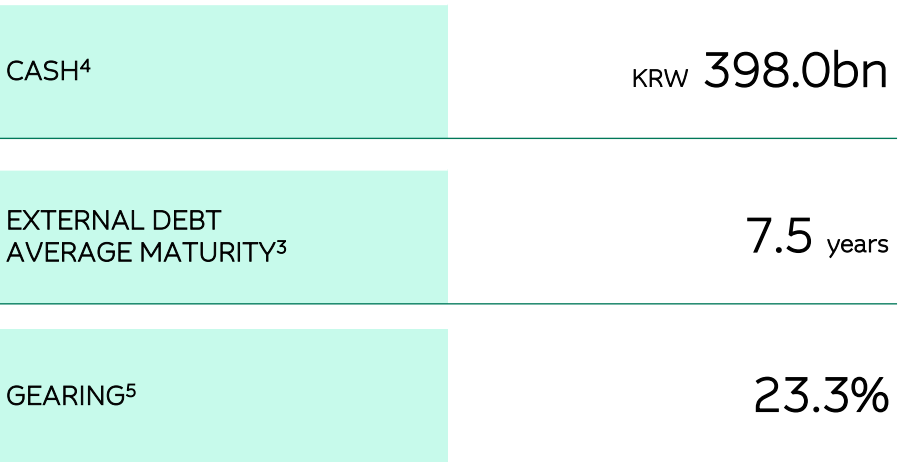 CASH⁴
KRW 398.0bn
EXTERNAL DEBT
AVERAGE MATURITY³
7.5 years
GEARING⁵
23.3%